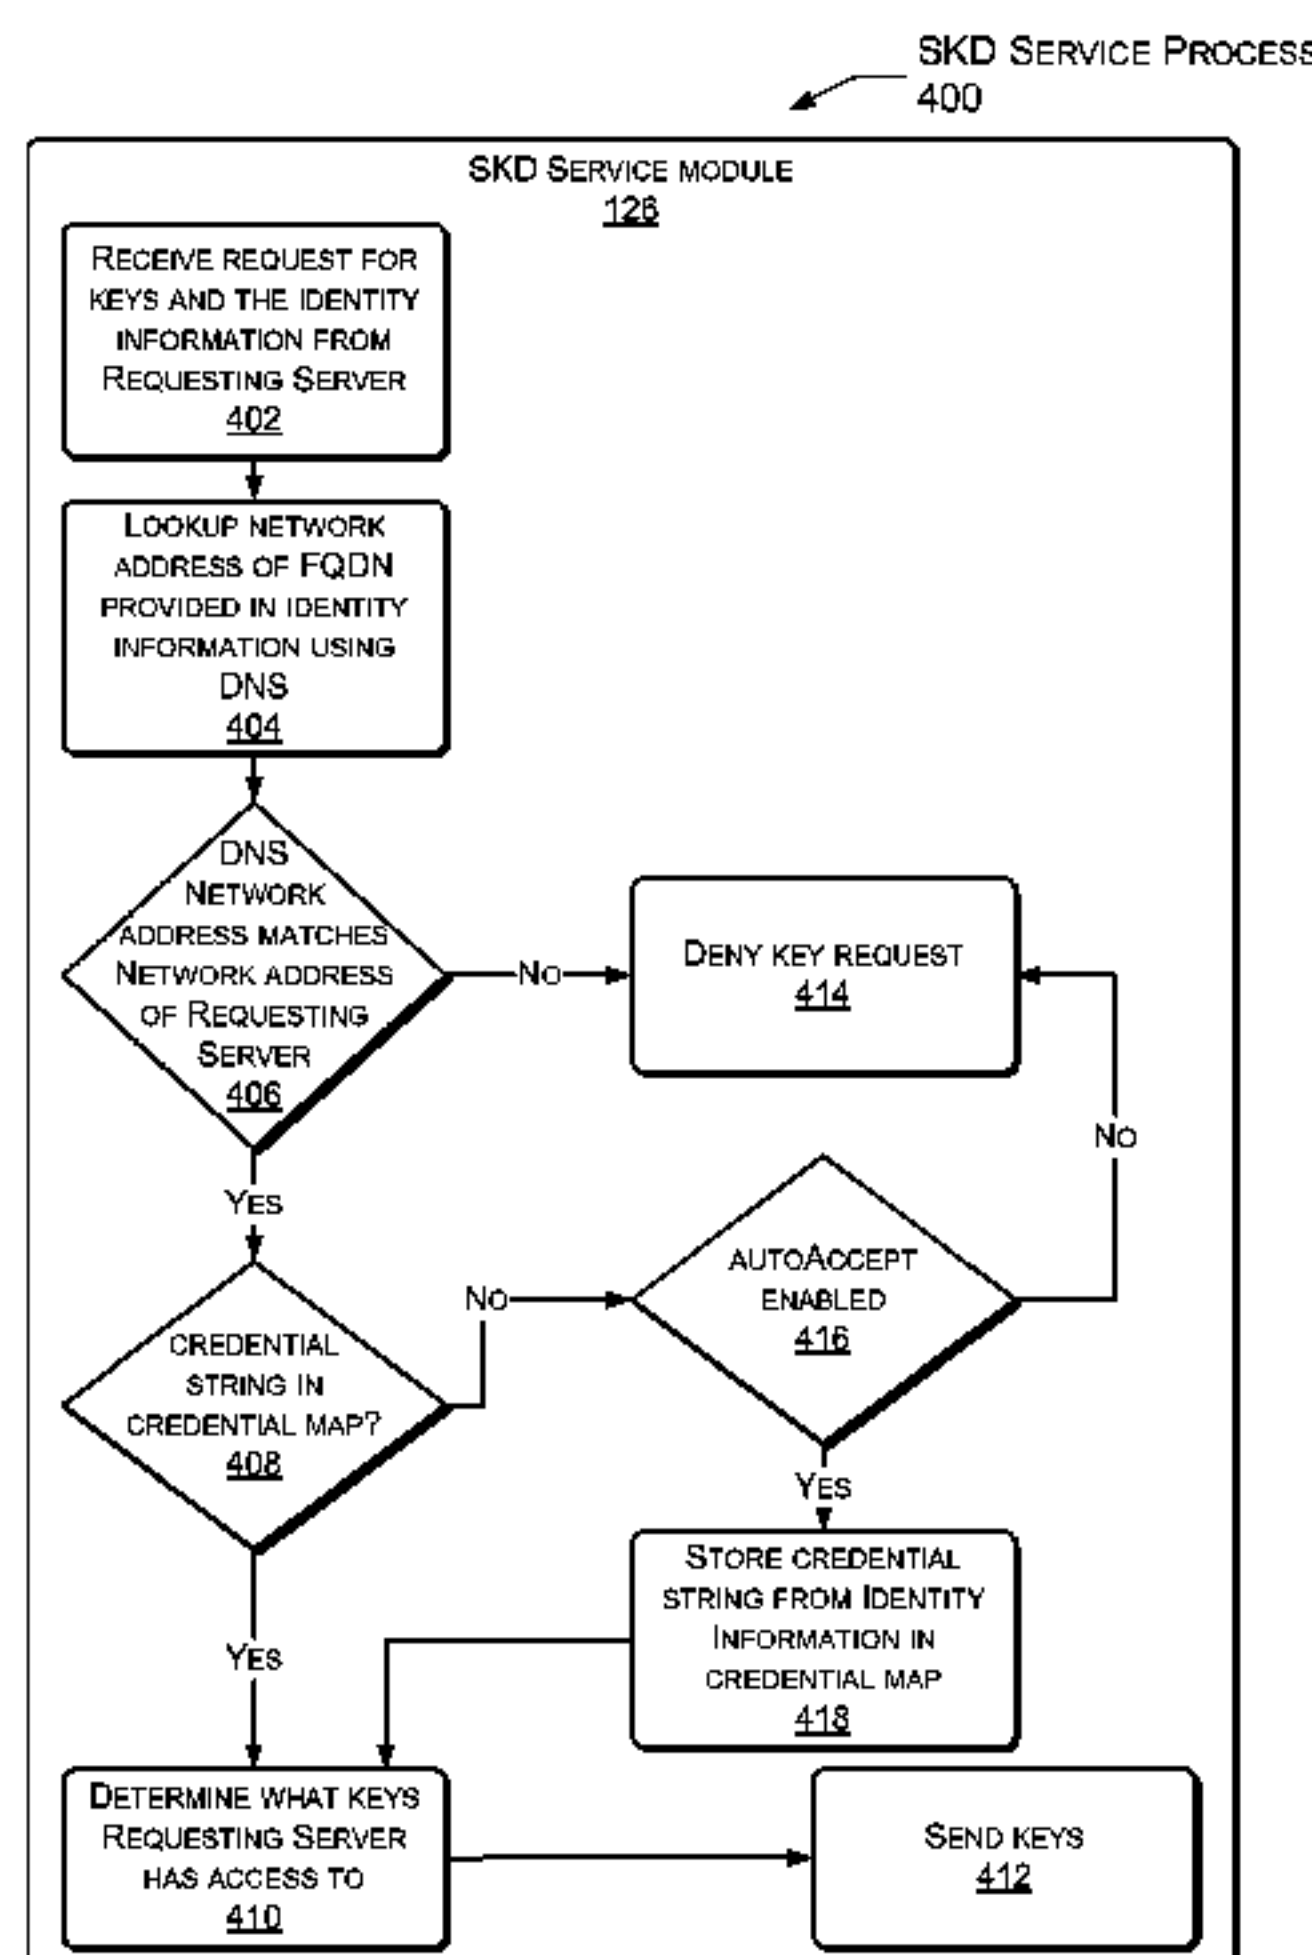 SKD Service Process
400
SKD Service module
126
Receive request for
keys and the identity
information from
Requesting Server
402
Lookup network
address of FQDN
provided in identity
information using
DNS
404
DNS
Network
address matches
Network address
of Requesting
Server
406
No
Deny key request
414
No
Yes
autoAccept
enabled
416
No
credential
string in
credential map?
408
Yes
Store credential
string from Identity
Information in
credential map
418
Yes
Determine what keys
Requesting Server
has access to
410
Send keys
412